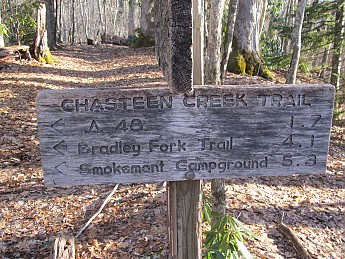 CHASTEEN CREEK TRAIL
< A. 48 1.7
< Bradley Fork Trail 4.1
< Smokemont Campground 5.3